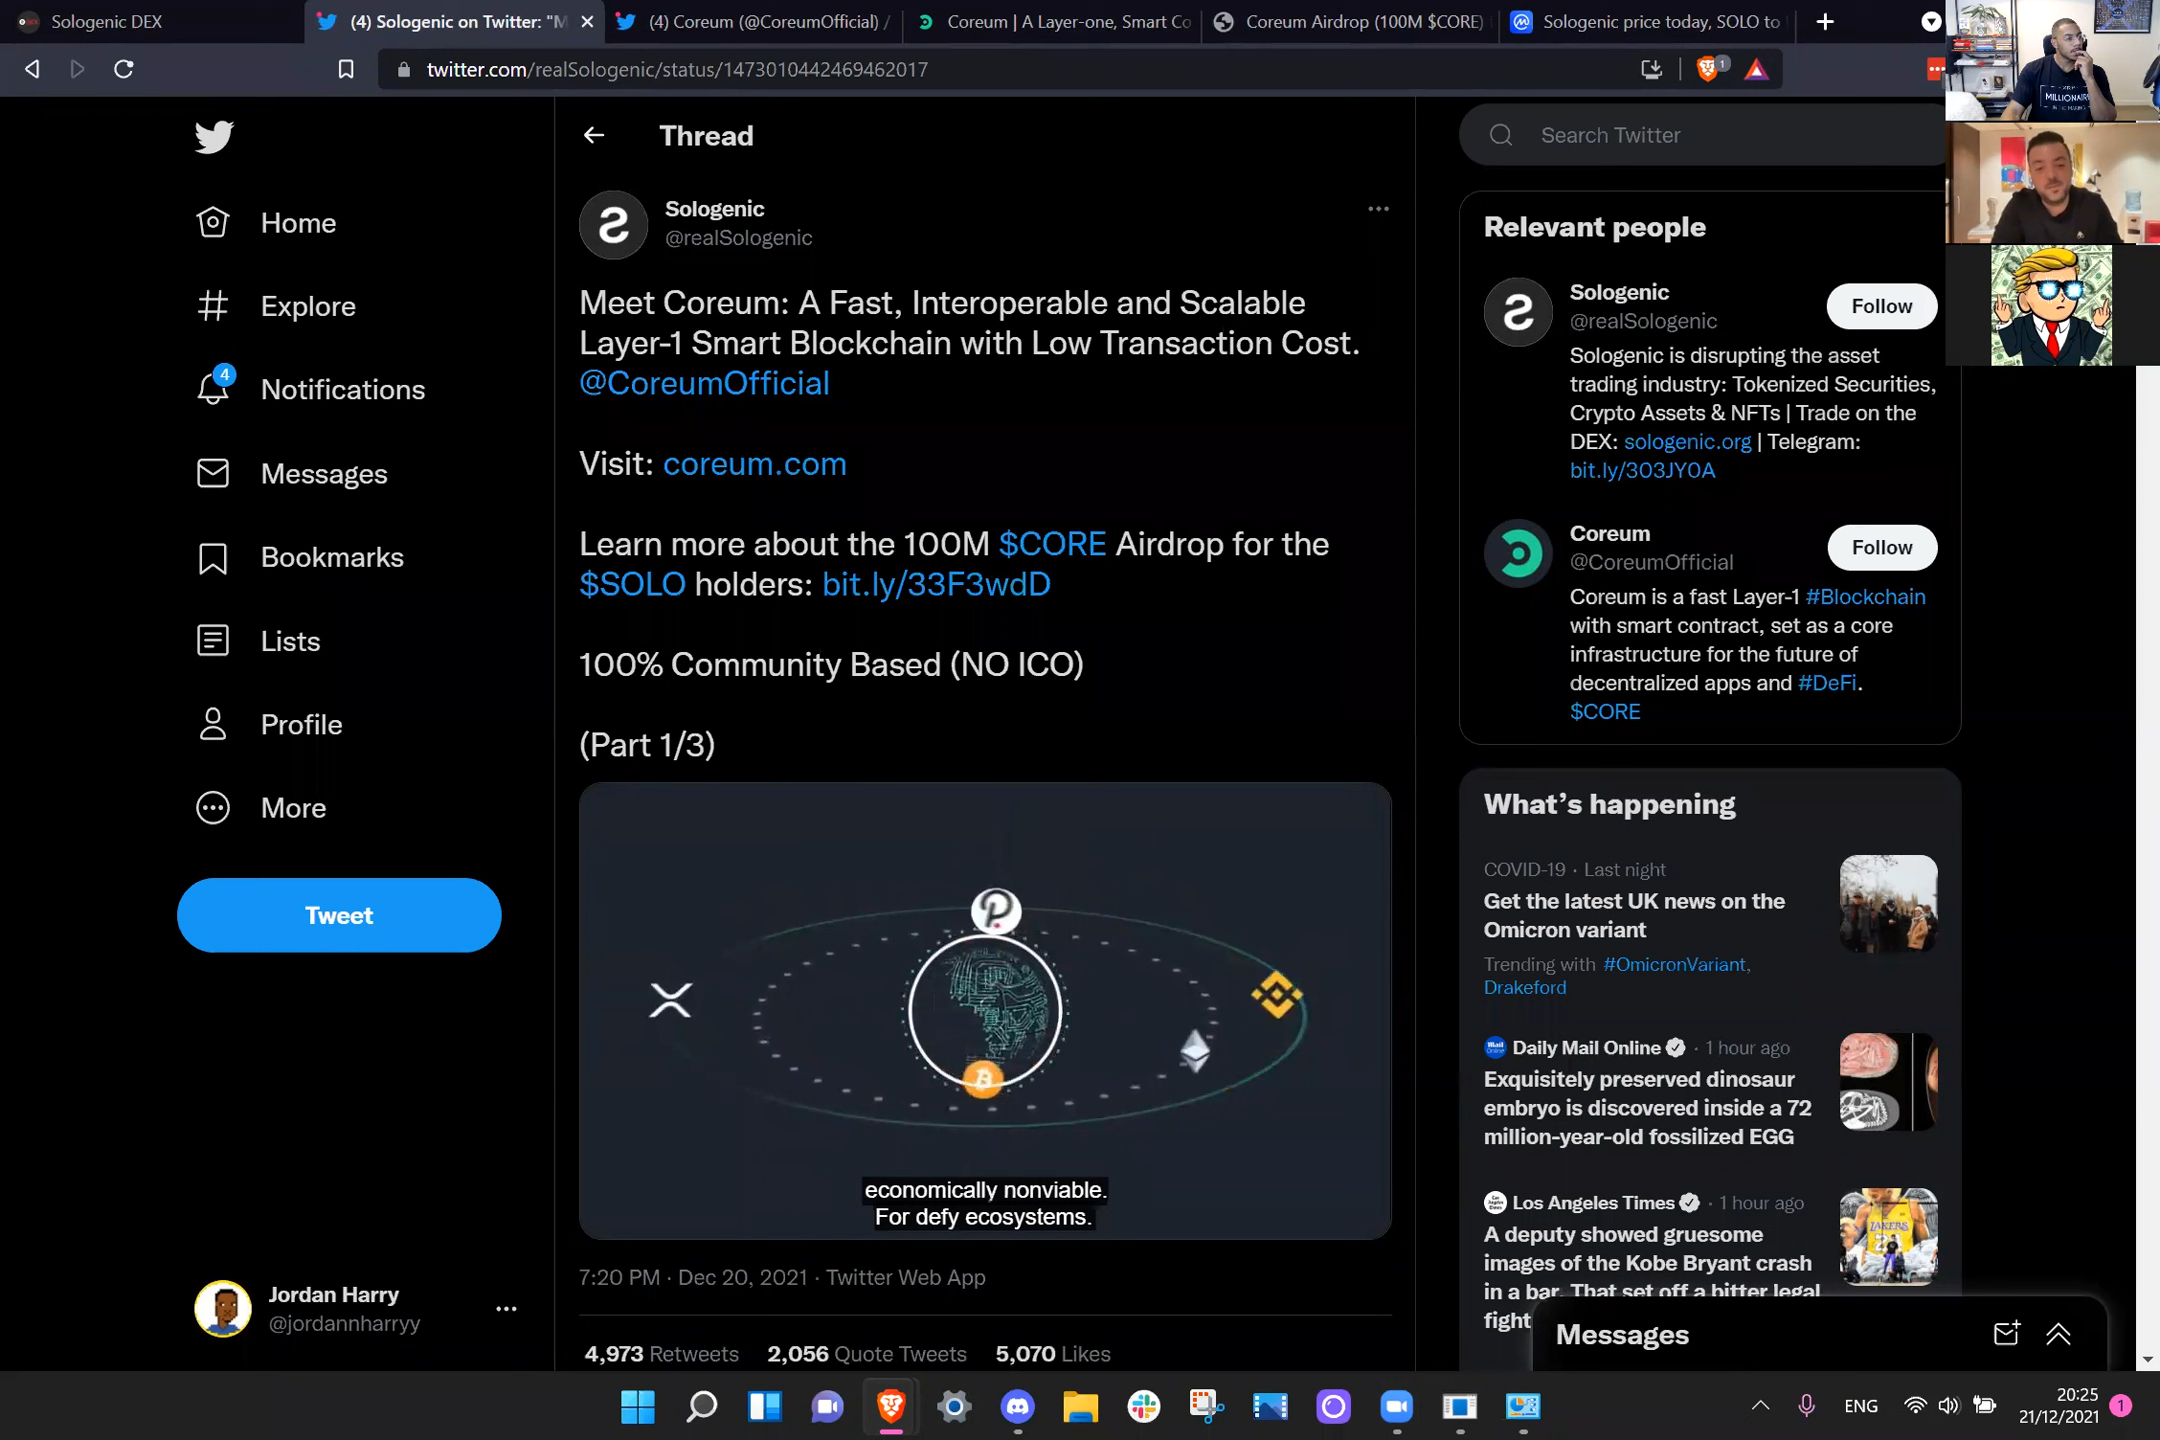 Sologenic DEX
(4) Sologenic on Twitter: "M
(4) Coreum (@CoreumOfficial) /
Coreum | A Layer-one, Smart Co
Coreum Airdrop (100M $CORE)
Sologenic price today, SOLO to
twitter.com/realSologenic/status/1473010442469462017
1
MILLIONAIRE
Home
Explore
4
Notifications
Messages
Bookmarks
Lists
Profile
More
Tweet
Jordan Harry
@jordannharryy
Thread
Sologenic
@realSologenic
Meet Coreum: A Fast, Interoperable and Scalable
Layer-1 Smart Blockchain with Low Transaction Cost.
@CoreumOfficial
Visit: coreum.com
Learn more about the 100M $CORE Airdrop for the
$SOLO holders: bit.ly/33F3wdD
100% Community Based (NO ICO)
(Part 1/3)
economically nonviable.
For defy ecosystems.
7:20 PM · Dec 20, 2021 · Twitter Web App
4,973 Retweets 2,056 Quote Tweets 5,070 Likes
Search Twitter
Relevant people
Sologenic
@realSologenic
Follow
Sologenic is disrupting the asset
trading industry: Tokenized Securities,
Crypto Assets & NFTs | Trade on the
DEX: sologenic.org | Telegram:
bit.ly/303JY0A
Coreum
@CoreumOfficial
Follow
Coreum is a fast Layer-1 #Blockchain
with smart contract, set as a core
infrastructure for the future of
decentralized apps and #DeFi.
$CORE
What's happening
COVID-19 · Last night
Get the latest UK news on the
Omicron variant
Trending with #OmicronVariant,
Drakeford
Daily Mail Online · 1 hour ago
Exquisitely preserved dinosaur
embryo is discovered inside a 72
million-year-old fossilized EGG
Los Angeles Times · 1 hour ago
A deputy showed gruesome
images of the Kobe Bryant crash
in a bar. That set off a bitter legal
fight
Messages
ENG
20:25
21/12/2021
1